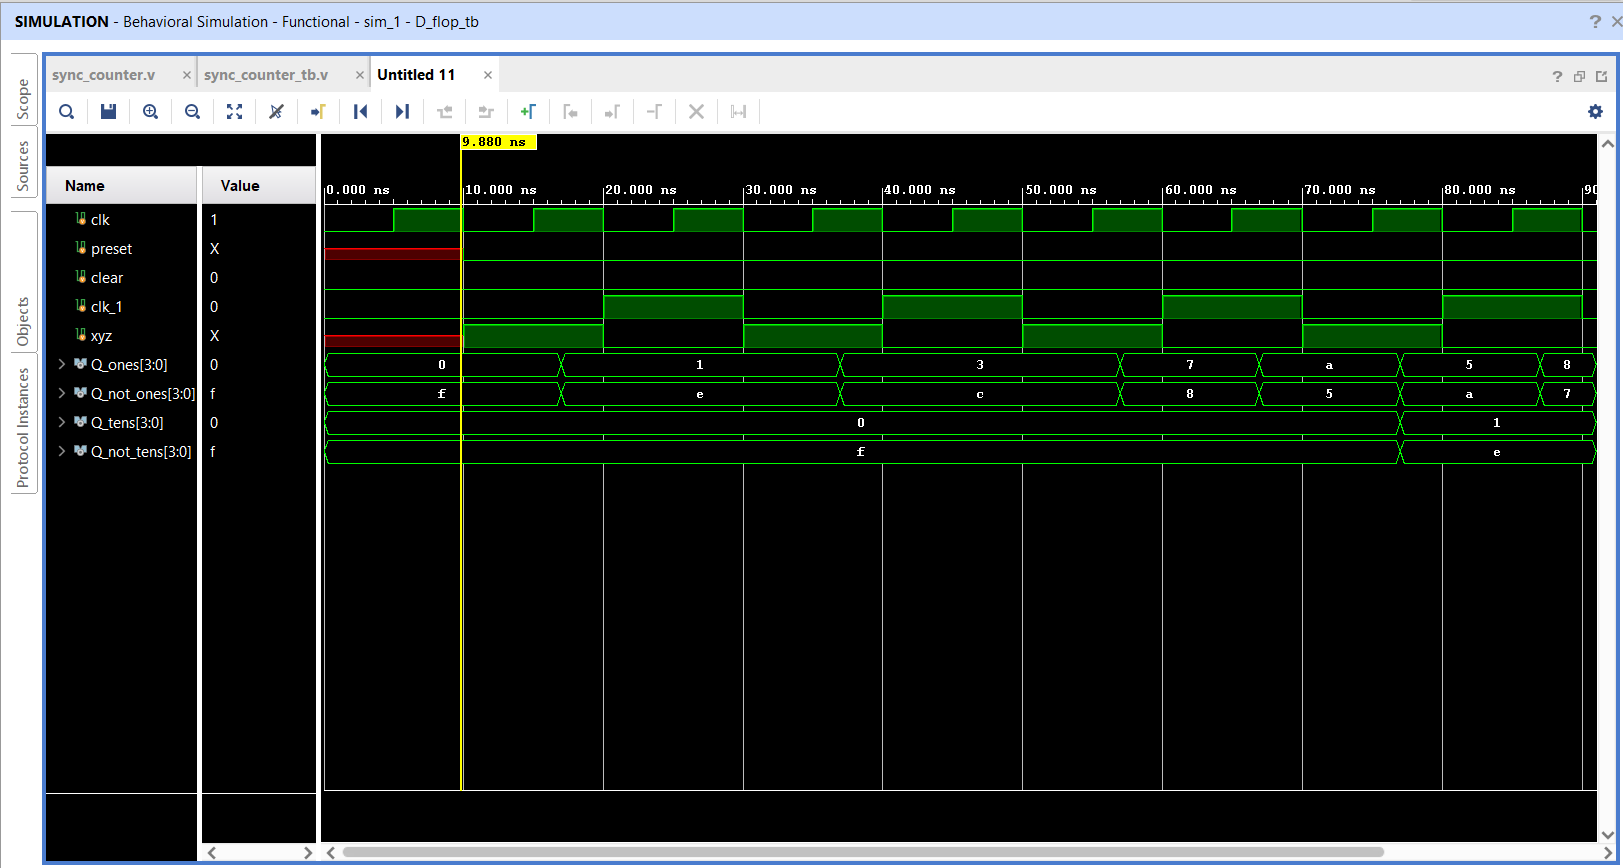 SIMULATION - Behavioral Simulation - Functional - sim_1 - D_flop_tb
sync_counter.v
sync_counter_tb.v
Untitled 11
Scope
Sources
Objects
Protocol Instances
9.880 ns
0.000 ns 10.000 ns 20.000 ns 30.000 ns 40.000 ns 50.000 ns 60.000 ns 70.000 ns 80.000 ns 90
Name Value
clk 1
preset X
clear 0
clk_1 0
xyz X
Q_ones[3:0] 0 0 1 3 7 a 5 8
Q_not_ones[3:0] f f e c 8 5 a 7
Q_tens[3:0] 0 0 1
Q_not_tens[3:0] f f e